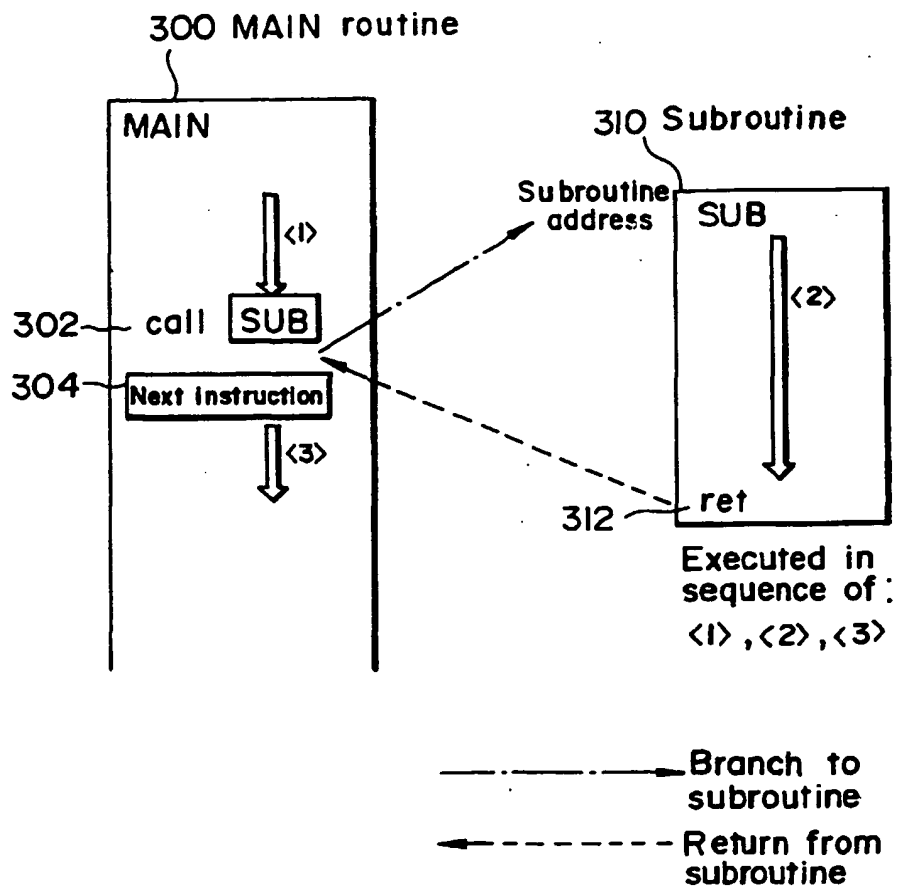 300 MAIN routine
MAIN
310 Subroutine
Subroutine
address
SUB
<1>
<2>
302
call
SUB
304
Next instruction
<3>
312
ret
Executed in
sequence of :
<1>, <2>, <3>
Branch to
subroutine
Return from
subroutine